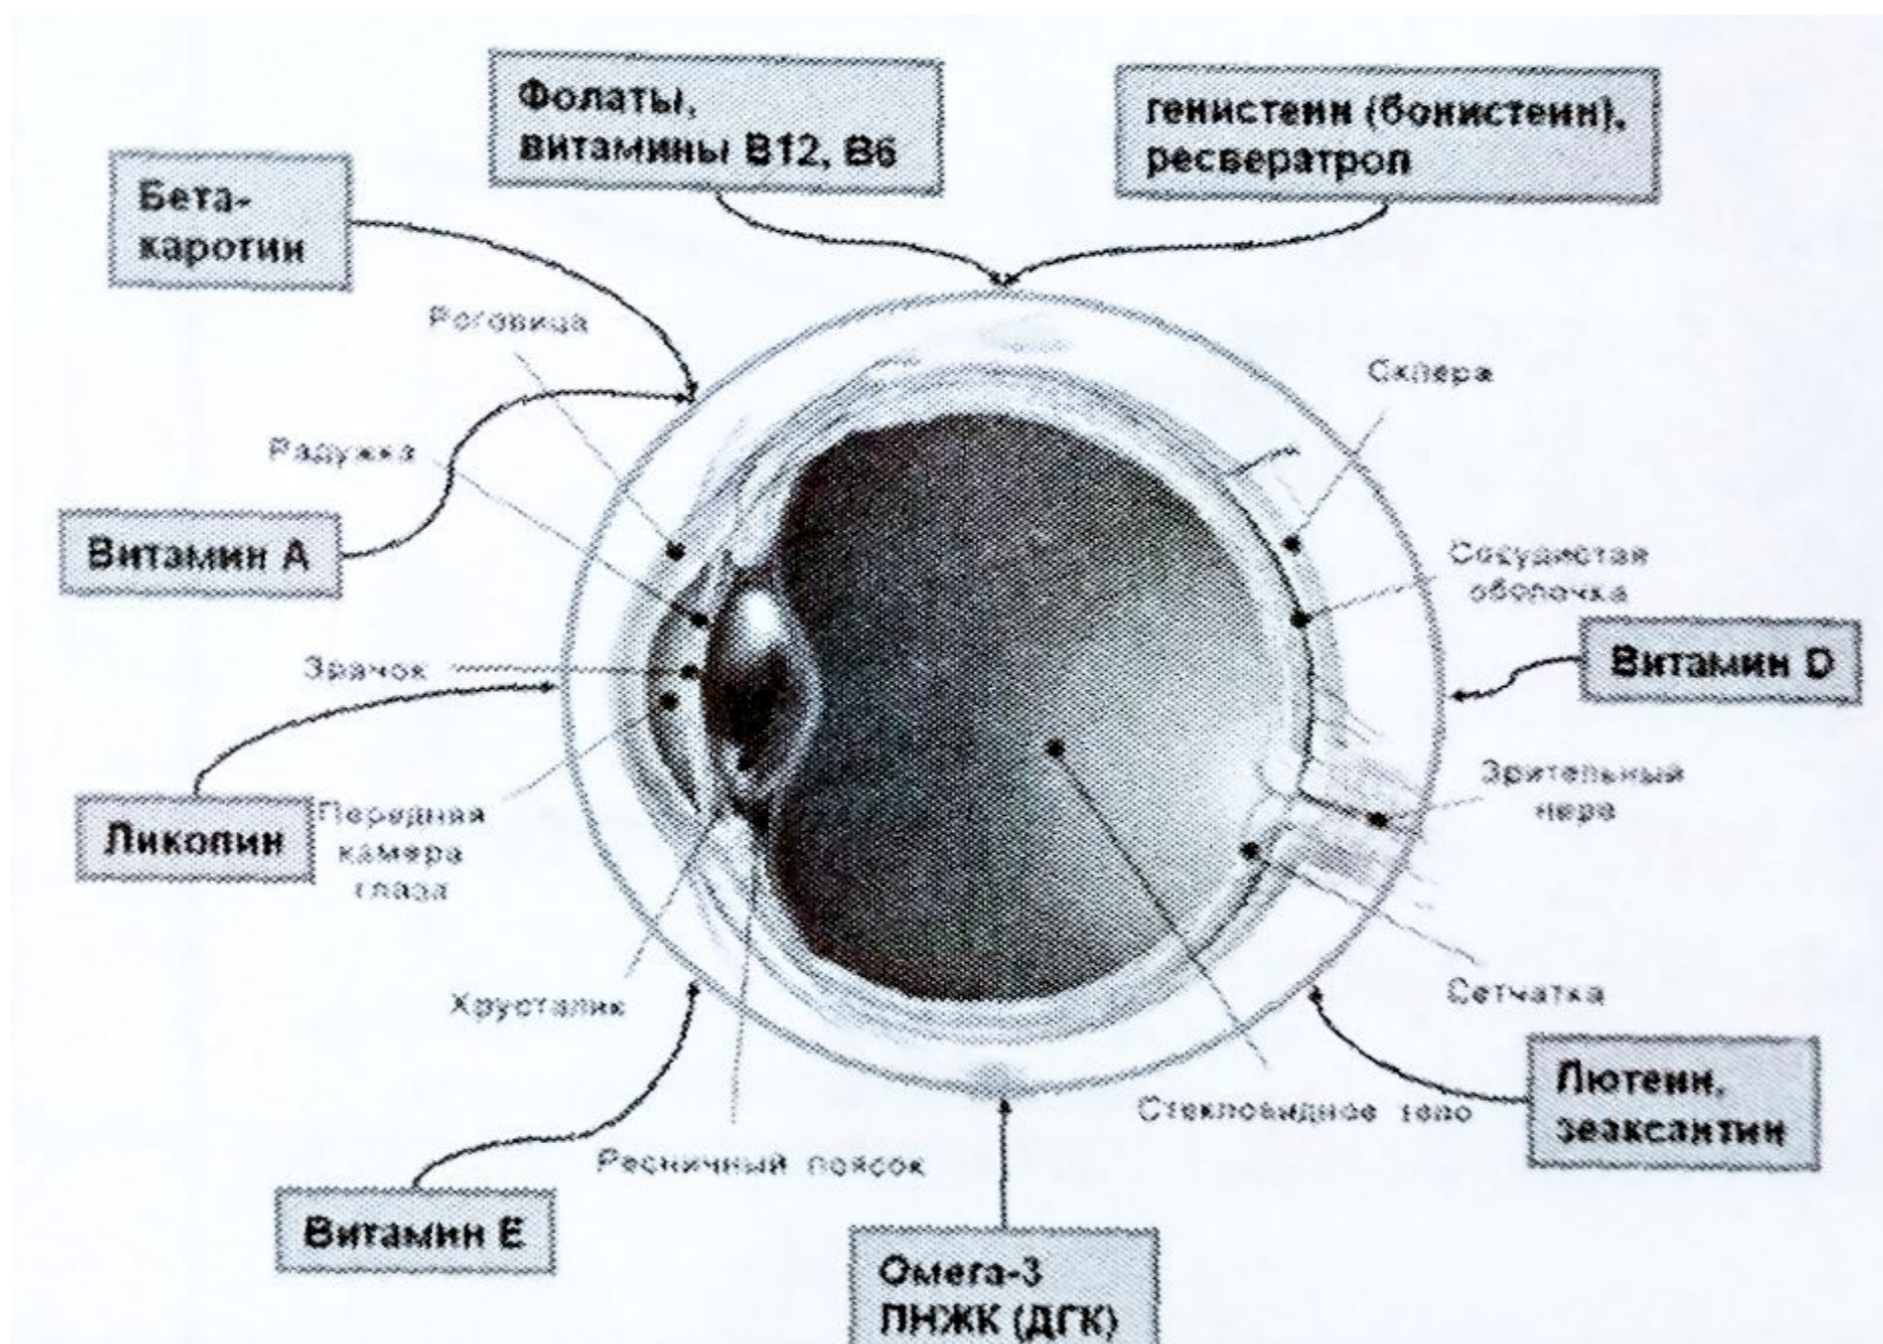 Фолаты,
витамины В12, В6
генистеин (бонистеин),
ресвератрол
Бета-
каротин
Роговица
Склера
Радужка
Витамин А
Сосудистая
оболочка
Зрачок
Витамин D
Зрительный
нерв
Ликопин
Передняя
камера
глаза
Хрусталик
Сетчатка
Лютеин,
зеаксантин
Стекловидное тело
Ресничный поясок
Витамин Е
Омега-3
ПНЖК (ДГК)